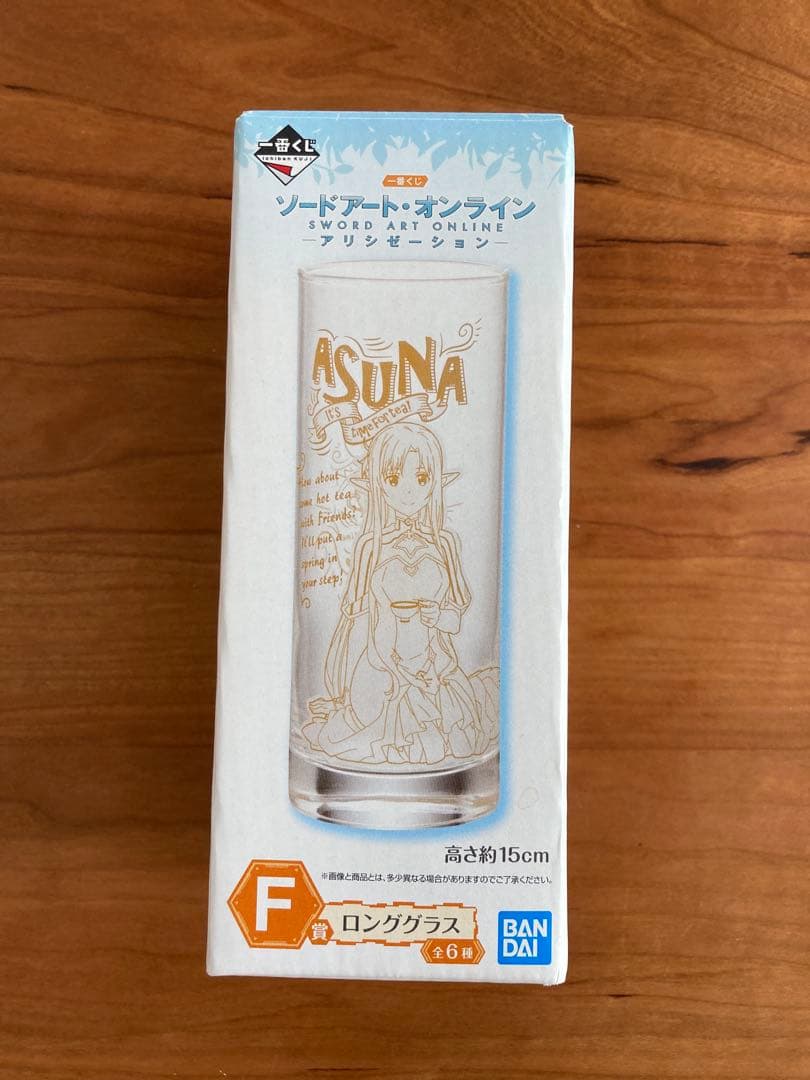 一番くじ
Ichiban KUJI
一番くじ
ソードアート・オンライン
SWORD ART ONLINE
アリシゼーション
ASUNA
It's
time for tea!
How about
some hot tea
with friends?
It'll put a
spring in
your step!
高さ約15cm
※画像と商品とは、多少異なる場合がありますのでご了承ください。
F賞
ロンググラス
全6種
BAN
DAI